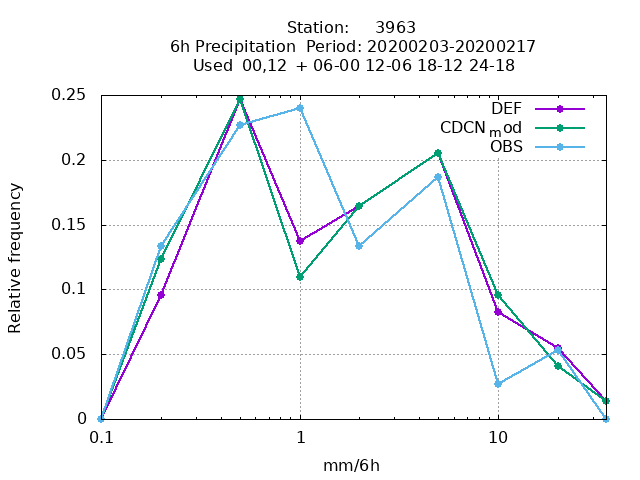 Station: 3963
6h Precipitation Period: 20200203-20200217
Used 00,12 + 06-00 12-06 18-12 24-18
DEF
CDCN_mod
OBS
0.25
0.2
0.15
0.1
0.05
0
0.1 1 10
Relative frequency
mm/6h